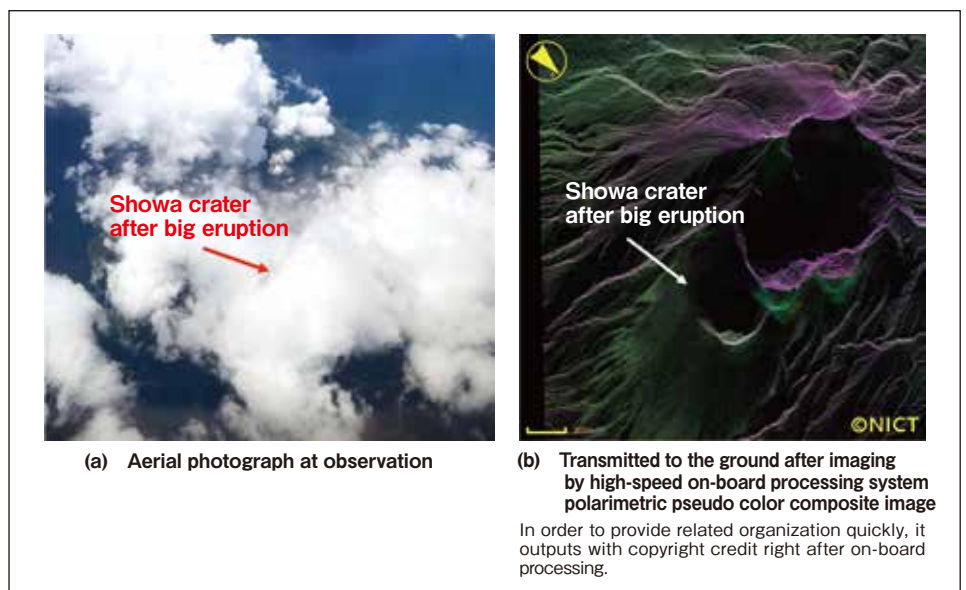 Showa crater
after big eruption
Showa crater
after big eruption
©NICT
(a) Aerial photograph at observation
(b) Transmitted to the ground after imaging
by high-speed on-board processing system
polarimetric pseudo color composite image
In order to provide related organization quickly, it
outputs with copyright credit right after on-board
processing.